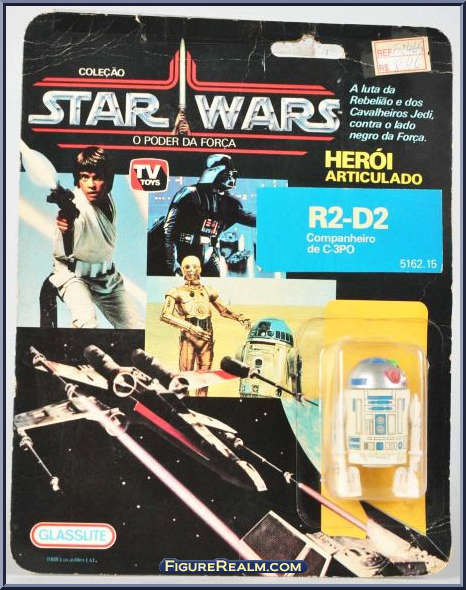 COLEÇÃO
STAR WARS
O PODER DA FORÇA
REF.
R$
A luta da
Rebelião e dos
Cavalheiros Jedi,
contra o lado
negro da Força.
HERÓI
ARTICULADO
TV
TOYS
R2-D2
Companheiro
de C-3PO
5162.15
GLASSLITE
FIGUREREALM.COM